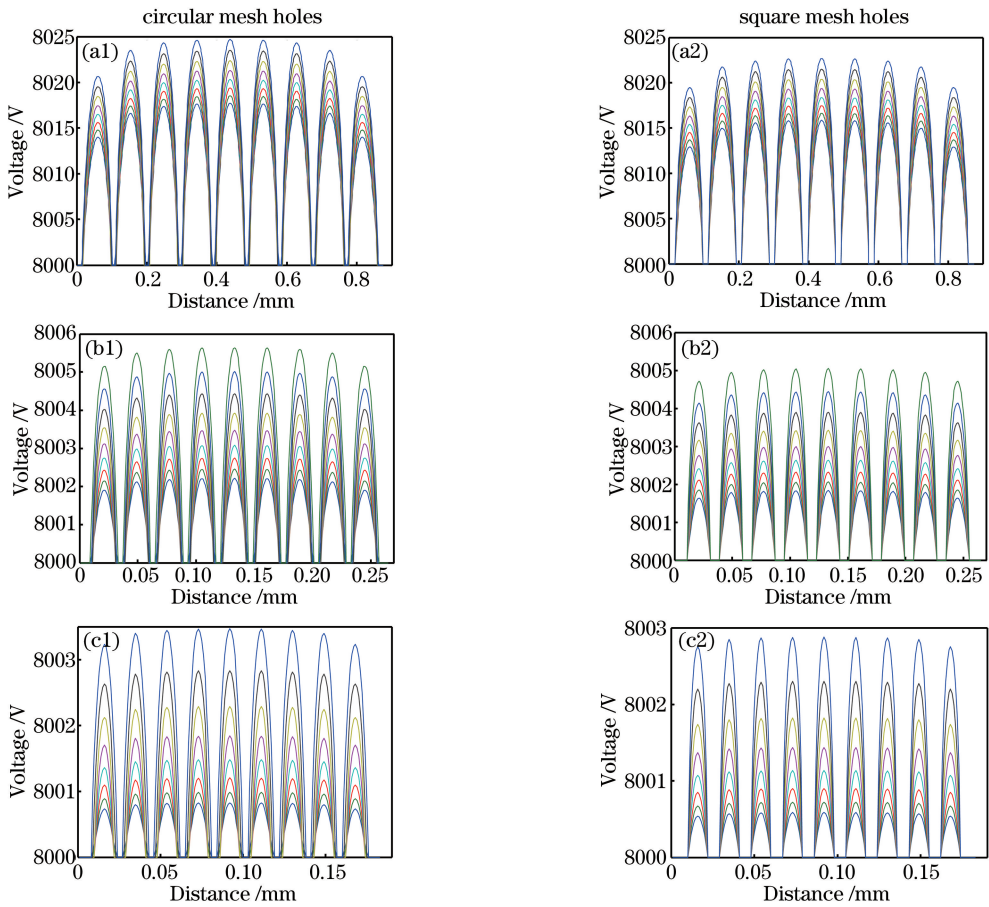 circular mesh holes
square mesh holes
(a1)
8025
8020
8015
8010
8005
8000
Voltage /V
0 0.2 0.4 0.6 0.8
Distance /mm
(a2)
8025
8020
8015
8010
8005
8000
Voltage /V
0 0.2 0.4 0.6 0.8
Distance /mm
(b1)
8006
8005
8004
8003
8002
8001
8000
Voltage /V
0 0.05 0.10 0.15 0.20 0.25
Distance /mm
(b2)
8006
8005
8004
8003
8002
8001
8000
Voltage /V
0 0.05 0.10 0.15 0.20 0.25
Distance /mm
(c1)
8003
8002
8001
8000
Voltage /V
0 0.05 0.10 0.15
Distance /mm
(c2)
8003
8002
8001
8000
Voltage /V
0 0.05 0.10 0.15
Distance /mm